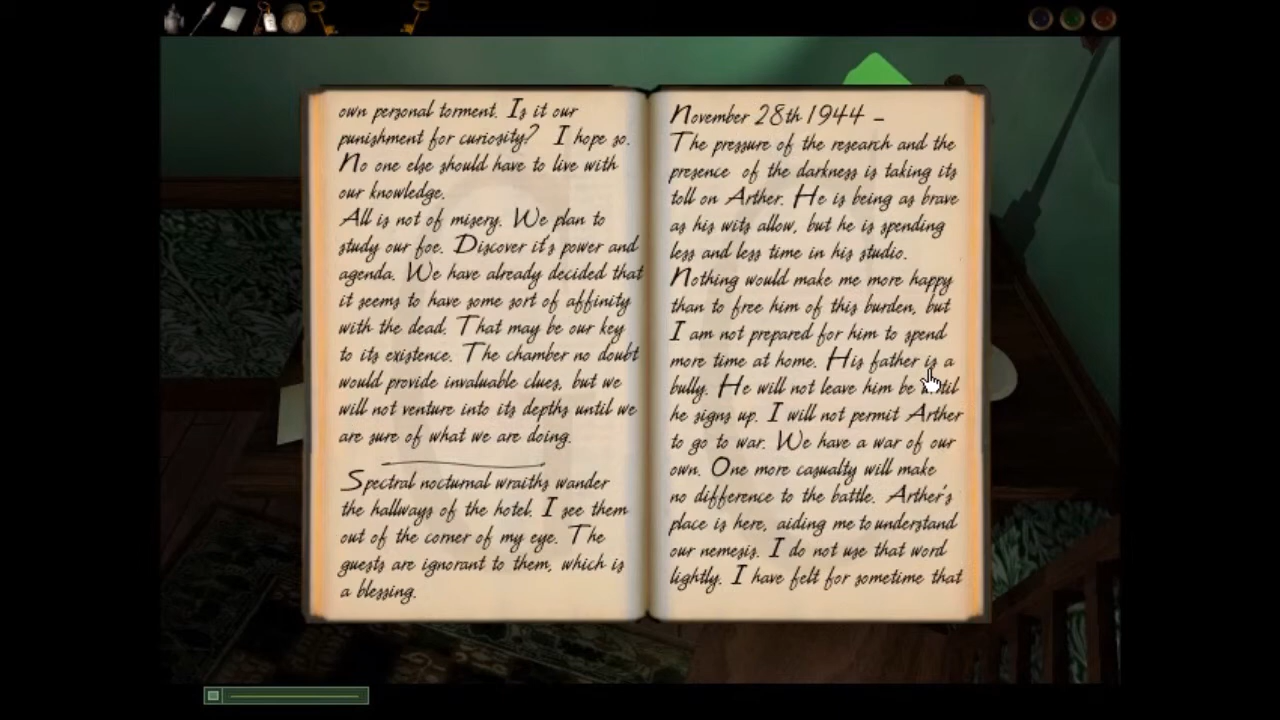 own personal torment. Is it our
punishment for curiosity? I hope so.
No one else should have to live with
our knowledge.
All is not of misery. We plan to
study our foe. Discover it's power and
agenda. We have already decided that
it seems to have some sort of affinity
with the dead. That may be our key
to its existence. The chamber no doubt
would provide invaluable clues, but we
will not venture into its depths until we
are sure of what we are doing.
Spectral nocturnal wraiths wander
the hallways of the hotel. I see them
out of the corner of my eye. The
guests are ignorant to them, which is
a blessing.
November 28th 1944 -
The pressure of the research and the
presence of the darkness is taking its
toll on Arther. He is being as brave
as his wits allow, but he is spending
less and less time in his studio.
Nothing would make me more happy
than to free him of this burden, but
I am not prepared for him to spend
more time at home. His father is a
bully. He will not leave him be until
he signs up. I will not permit Arther
to go to war. We have a war of our
own. One more casualty will make
no difference to the battle. Arther's
place is here, aiding me to understand
our nemesis. I do not use that word
lightly. I have felt for sometime that